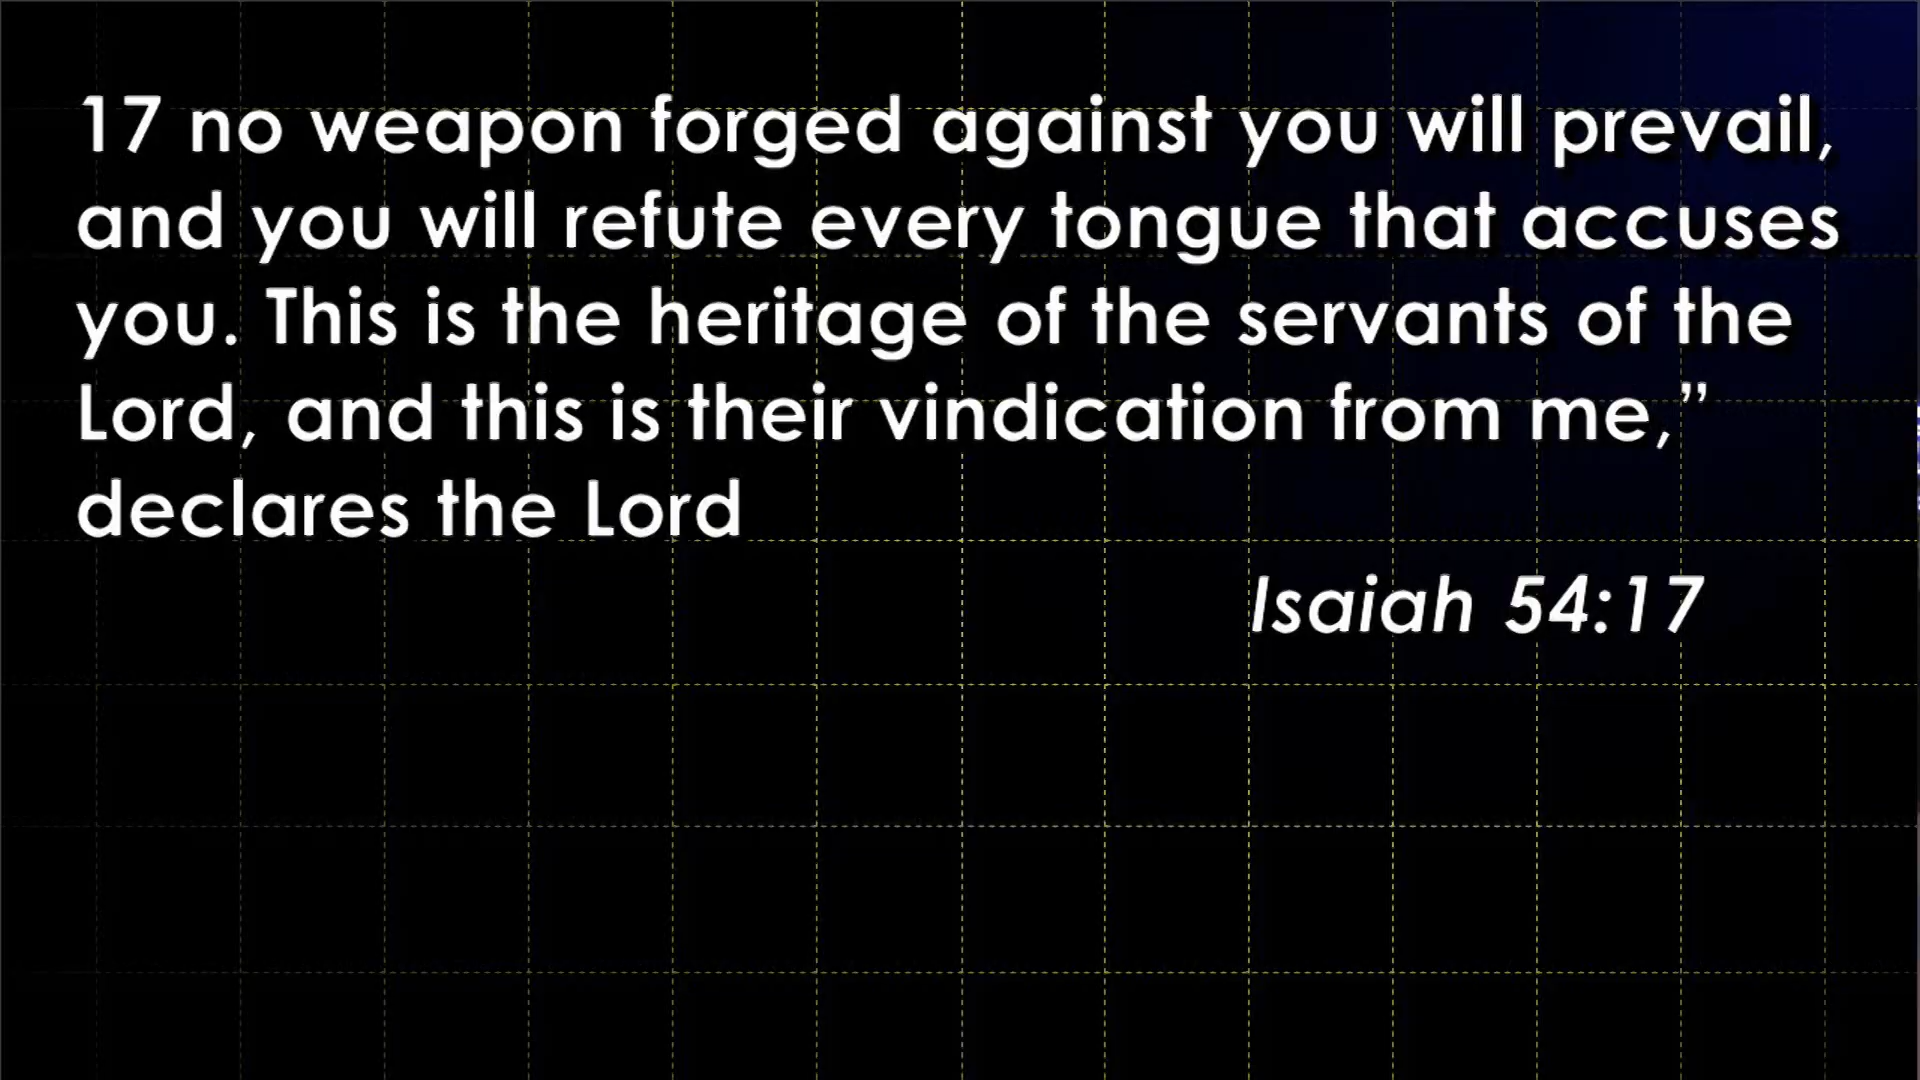 17 no weapon forged against you will prevail,
and you will refute every tongue that accuses
you. This is the heritage of the servants of the
Lord, and this is their vindication from me,”
declares the Lord
Isaiah 54:17